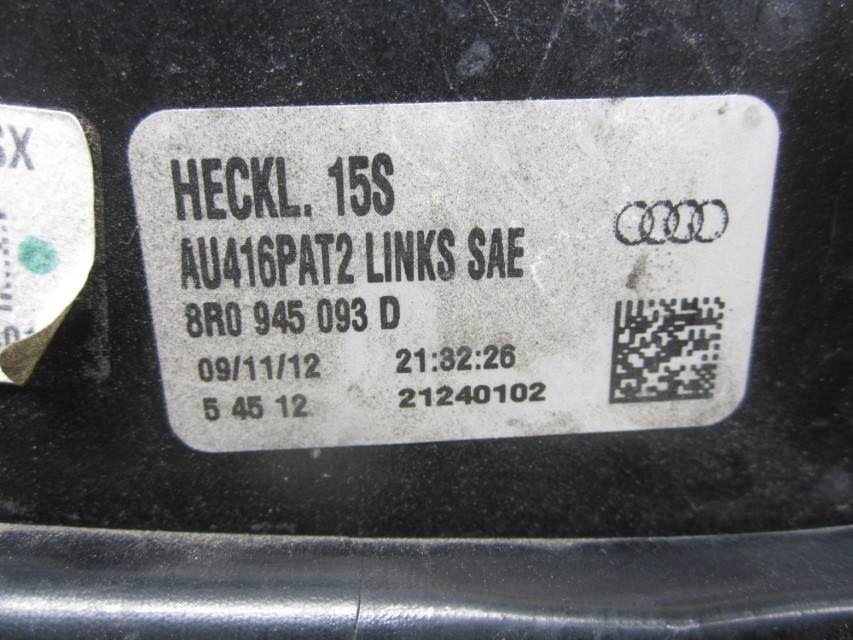 HECKL. 15S
AU416PAT2 LINKS SAE
8R0 945 093 D
09/11/12 21:32:26
5 45 12 21240102